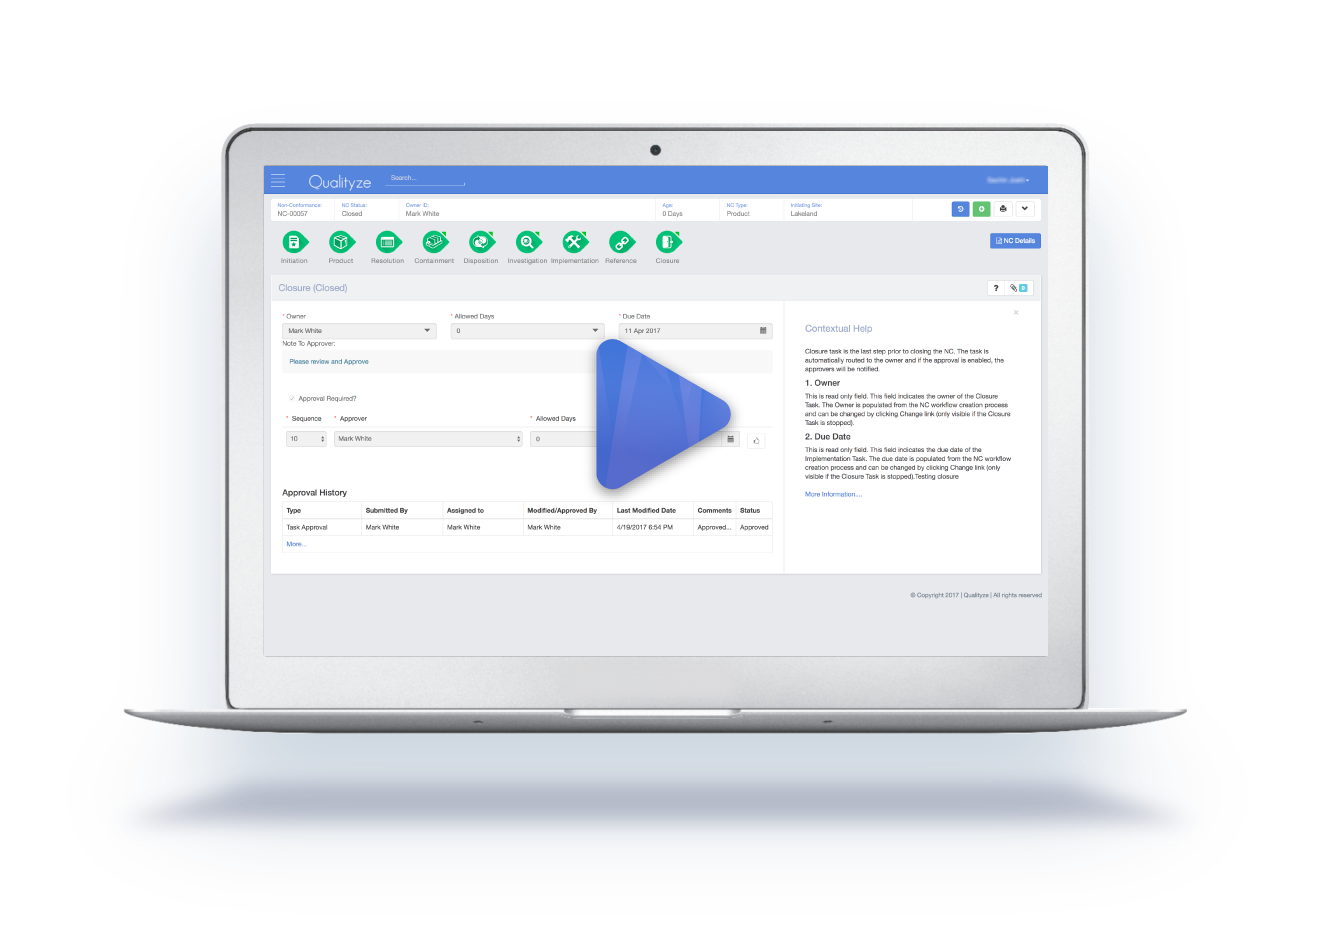 Qualityze
Search...
Non-Conformance:
NC-00057
NC Status:
Closed
Owner ID:
Mark White
Age:
0 Days
NC Type:
Product
Initiating Site:
Lakeland
Initiation
Product
Resolution
Containment
Disposition
Investigation
Implementation
Reference
Closure
NC Details
Closure (Closed)
?
0
* Owner
* Allowed Days
* Due Date
Mark White
0
11 Apr 2017
Note To Approver:
Please review and Approve
Approval Required?
* Sequence
* Approver
* Allowed Days
10
Mark White
0
Approval History
Type Submitted By Assigned to Modified/Approved By Last Modified Date Comments Status
Task Approval Mark White Mark White Mark White 4/19/2017 6:54 PM Approved... Approved
More...
×
Contextual Help
Closure task is the last step prior to closing the NC. The task is
automatically routed to the owner and if the approval is enabled, the
approvers will be notified.
1. Owner
This is read only field. This field indicates the owner of the Closure
Task. The Owner is populated from the NC workflow creation process
and can be changed by clicking Change link (only visible if the Closure
Task is stopped).
2. Due Date
This is read only field. This field indicates the due date of the
Implementation Task. The due date is populated from the NC workflow
creation process and can be changed by clicking Change link (only
visible if the Closure Task is stopped).Testing closure
More Information....
© Copyright 2017 | Qualityze | All rights reserved